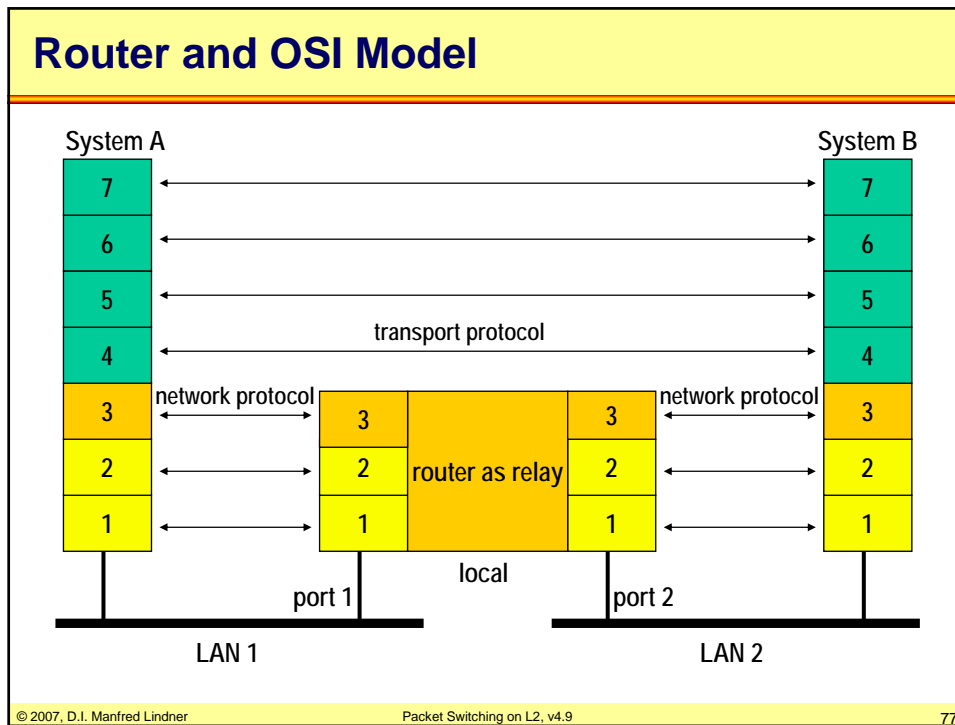 Router and OSI Model
System A
System B
7
7
6
6
5
5
transport protocol
4
4
network protocol
network protocol
3
3
3
3
2
2
router as relay
2
2
1
1
1
1
local
port 1
port 2
LAN 1
LAN 2
© 2007, D.I. Manfred Lindner
Packet Switching on L2, v4.9
77